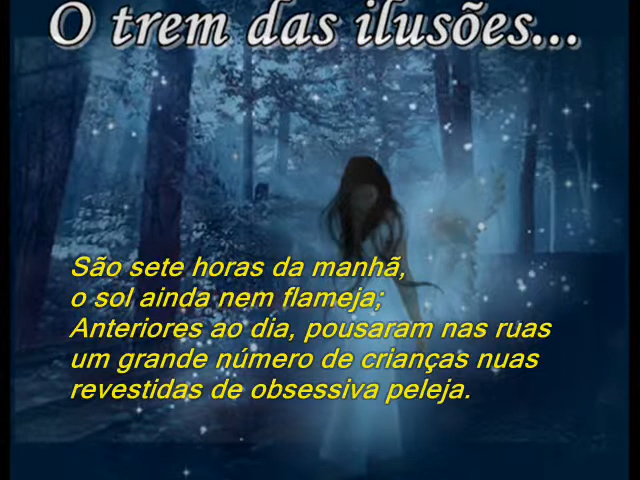 O trem das ilusões...
São sete horas da manhã,
o sol ainda nem flameja;
Anteriores ao dia, pousaram nas ruas
um grande número de crianças nuas
revestidas de obsessiva peleja.